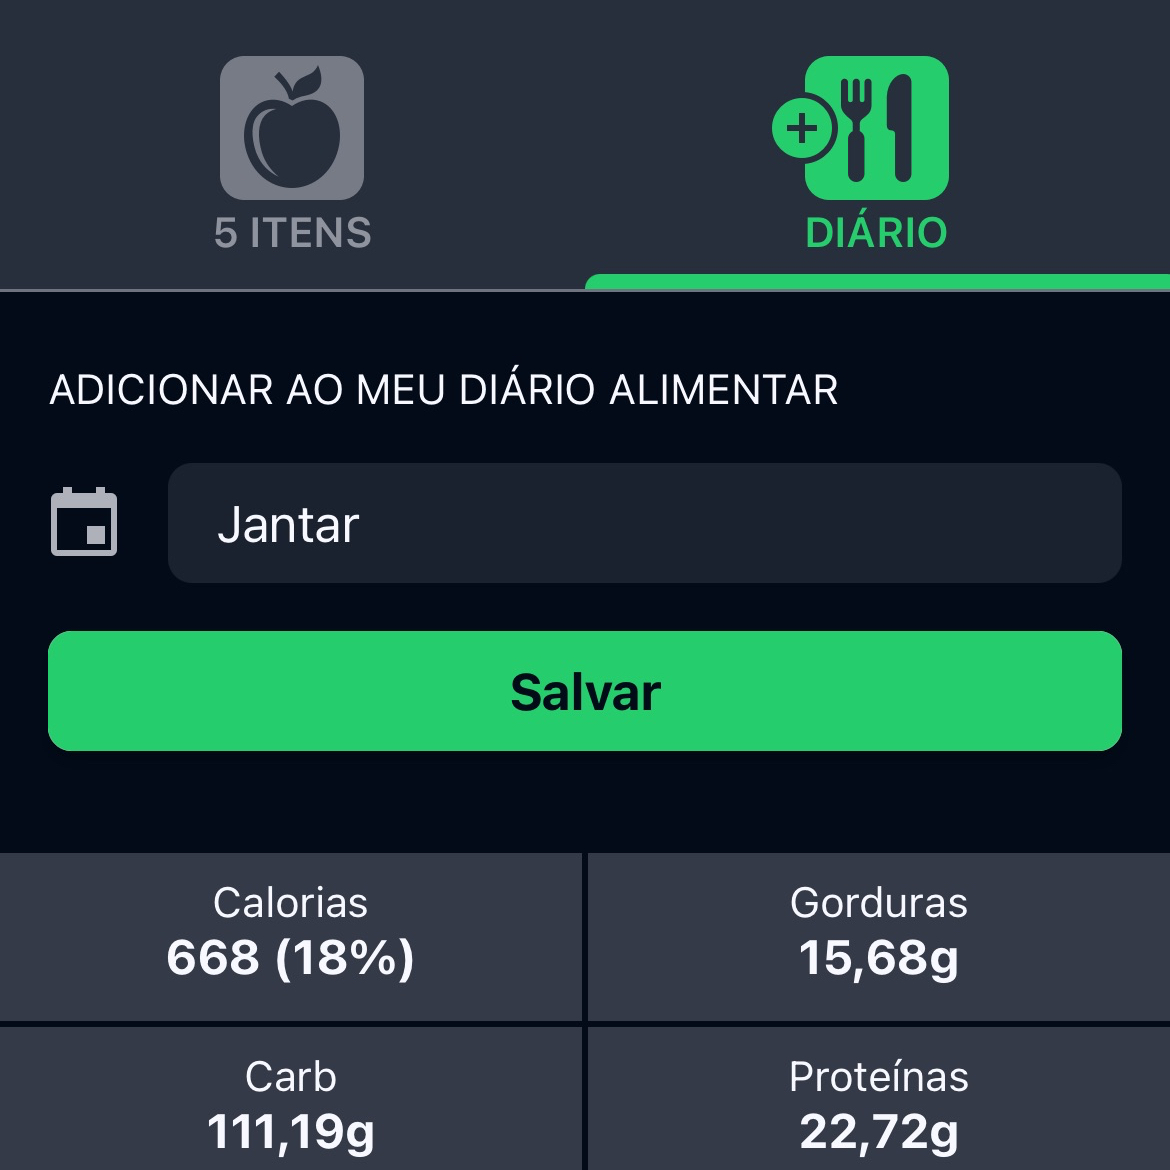 5 ITENS
DIÁRIO
ADICIONAR AO MEU DIÁRIO ALIMENTAR
Jantar
Salvar
Calorias
668 (18%)
Gorduras
15,68g
Carb
111,19g
Proteínas
22,72g